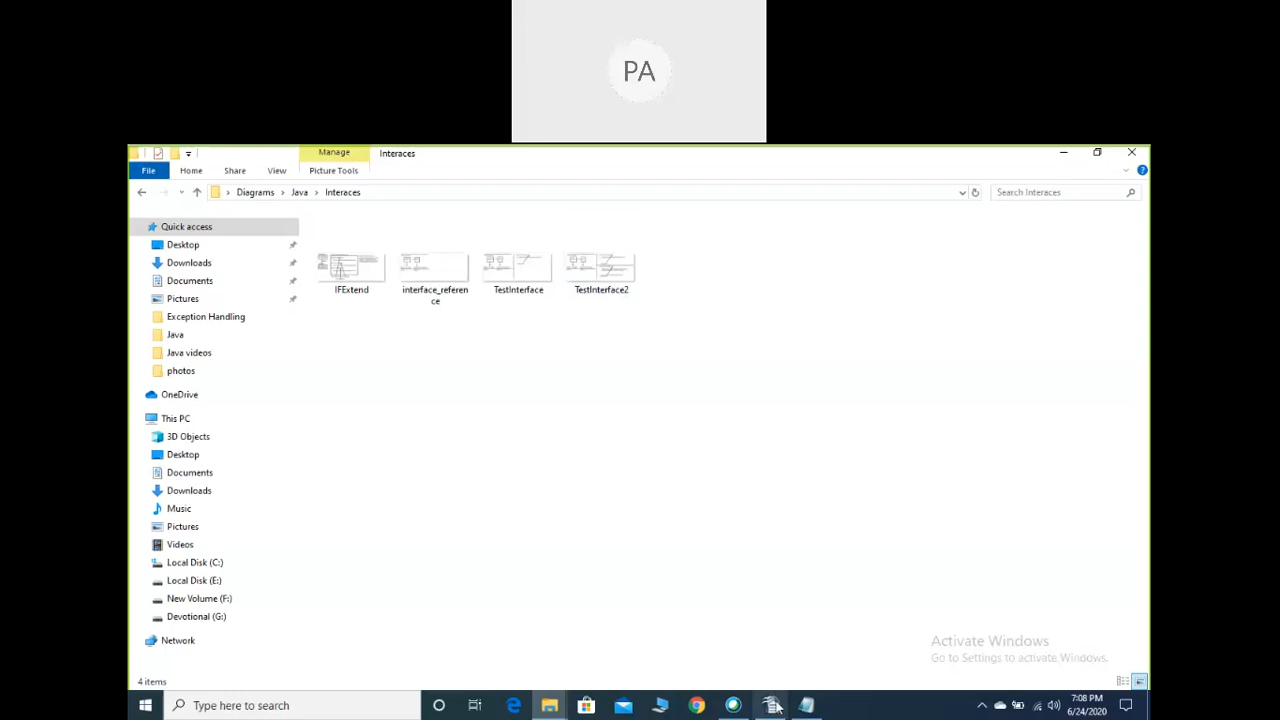 PA
Manage
Interaces
File
Home
Share
View
Picture Tools
Diagrams
Java
Interaces
Search Interaces
Quick access
Desktop
Downloads
Documents
Pictures
Exception Handling
Java
Java videos
photos
OneDrive
This PC
3D Objects
Desktop
Documents
Downloads
Music
Pictures
Videos
Local Disk (C:)
Local Disk (E:)
New Volume (F:)
Devotional (G:)
Network
IFExtend
interface_referen
ce
TestInterface
TestInterface2
Activate Windows
Go to Settings to activate Windows.
4 items
Type here to search
7:08 PM
6/24/2020